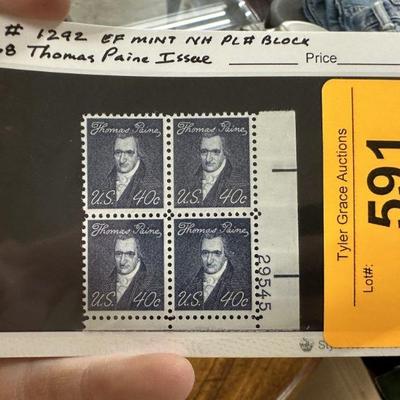 # 1292 EF MINT NH PL# BLOCK
Thomas Paine Issue
Price
Thomas Paine
U.S. 40c
Thomas Paine
U.S. 40c
Thomas Paine
U.S. 40c
Thomas Paine
U.S. 40c
29545
Tyler Grace Auctions
Lot#:
591